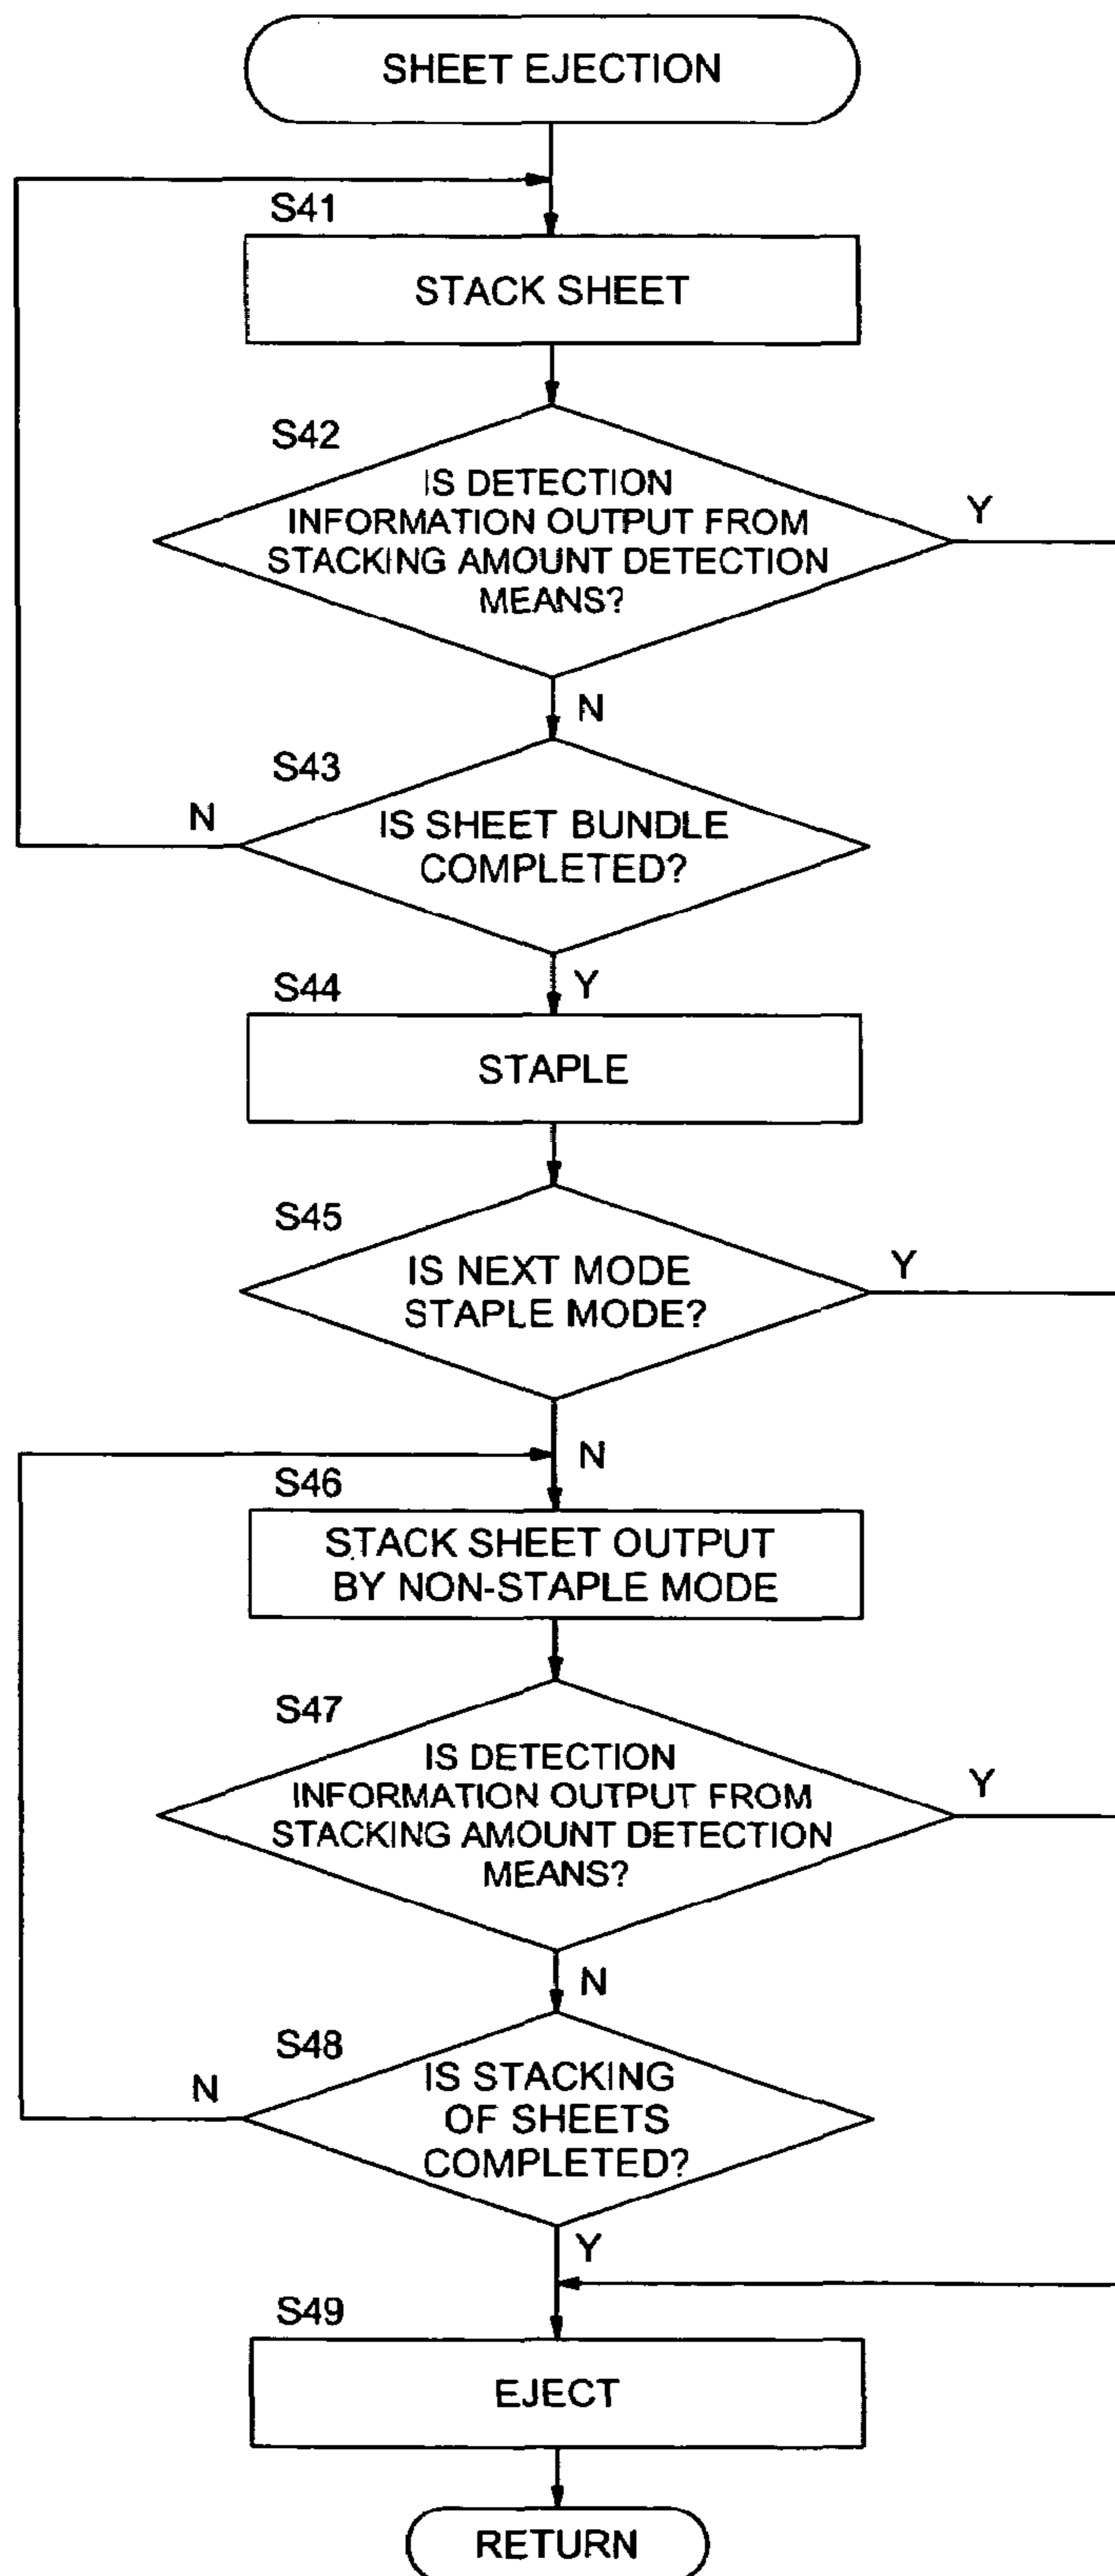 SHEET EJECTION
S41
STACK SHEET
S42
IS DETECTION
INFORMATION OUTPUT FROM
STACKING AMOUNT DETECTION
MEANS?
Y
N
S43
N
IS SHEET BUNDLE
COMPLETED?
Y
S44
STAPLE
S45
IS NEXT MODE
STAPLE MODE?
Y
N
S46
STACK SHEET OUTPUT
BY NON-STAPLE MODE
S47
IS DETECTION
INFORMATION OUTPUT FROM
STACKING AMOUNT DETECTION
MEANS?
Y
N
S48
N
IS STACKING
OF SHEETS
COMPLETED?
Y
S49
EJECT
RETURN